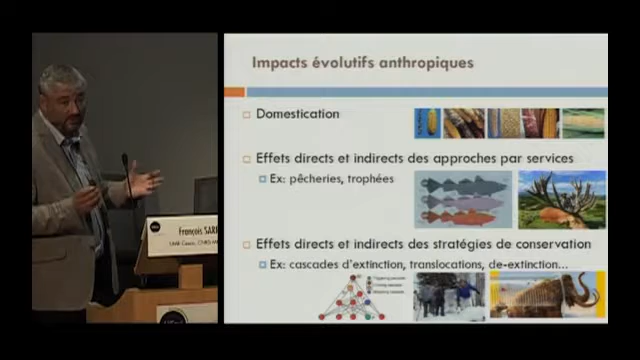 Impacts évolutifs anthropiques
Domestication
Effets directs et indirects des approches par services
Ex: pêcheries, trophées
François SAR
Effets directs et indirects des stratégies de conservation
Ex: cascades d'extinction, translocations, de-extinction...